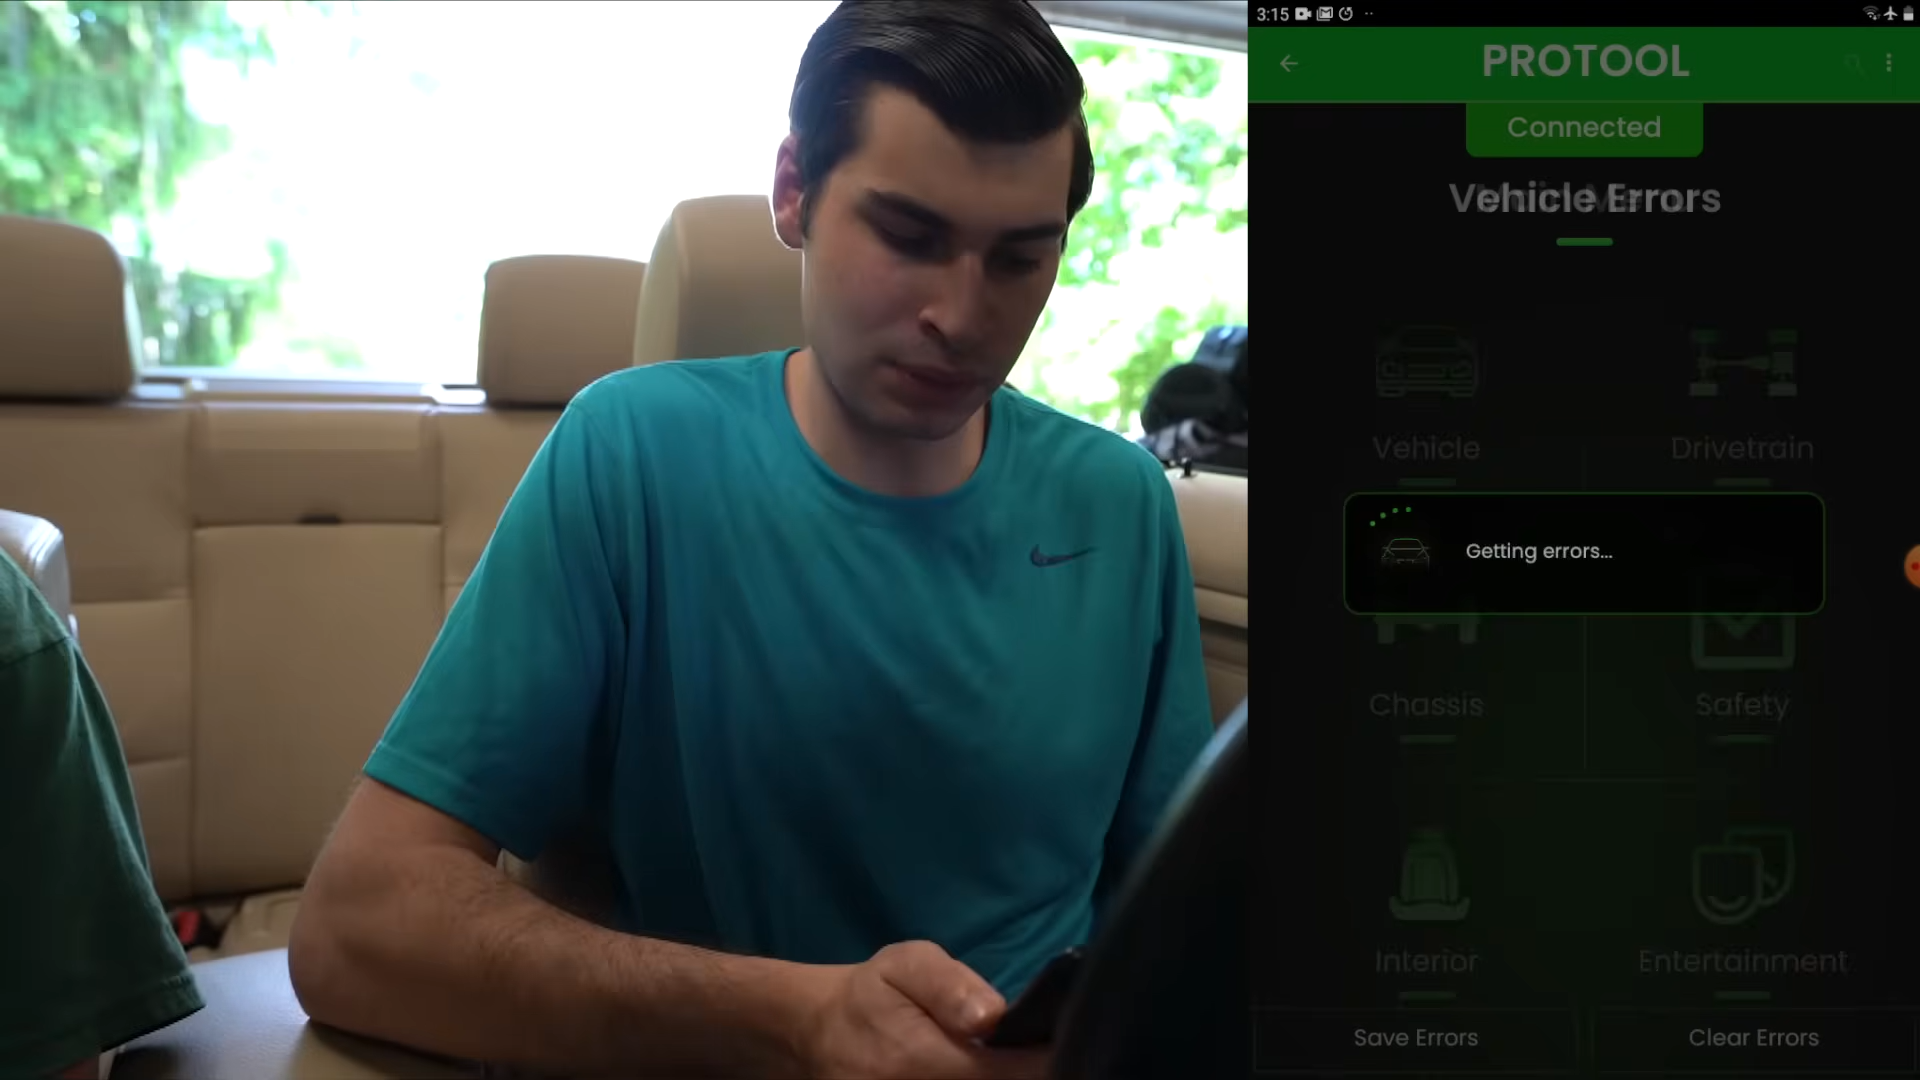 3:15
PROTOOL
Connected
Vehicle Errors
Vehicle
Drivetrain
Getting errors...
Chassis
Safety
Interior
Entertainment
Save Errors
Clear Errors